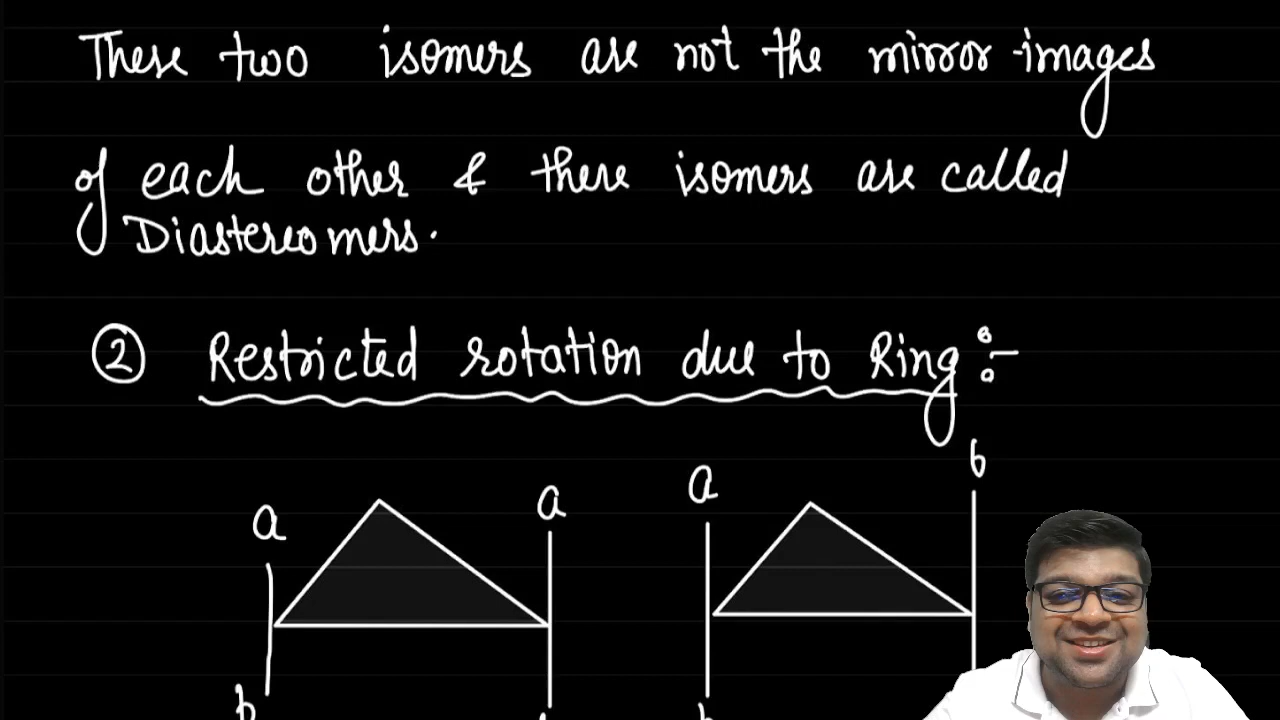 These two isomers are not the mirror-images
of each other & there isomers are called
Diastereomers.
② Restricted rotation due to Ring :-
a a a b
b b